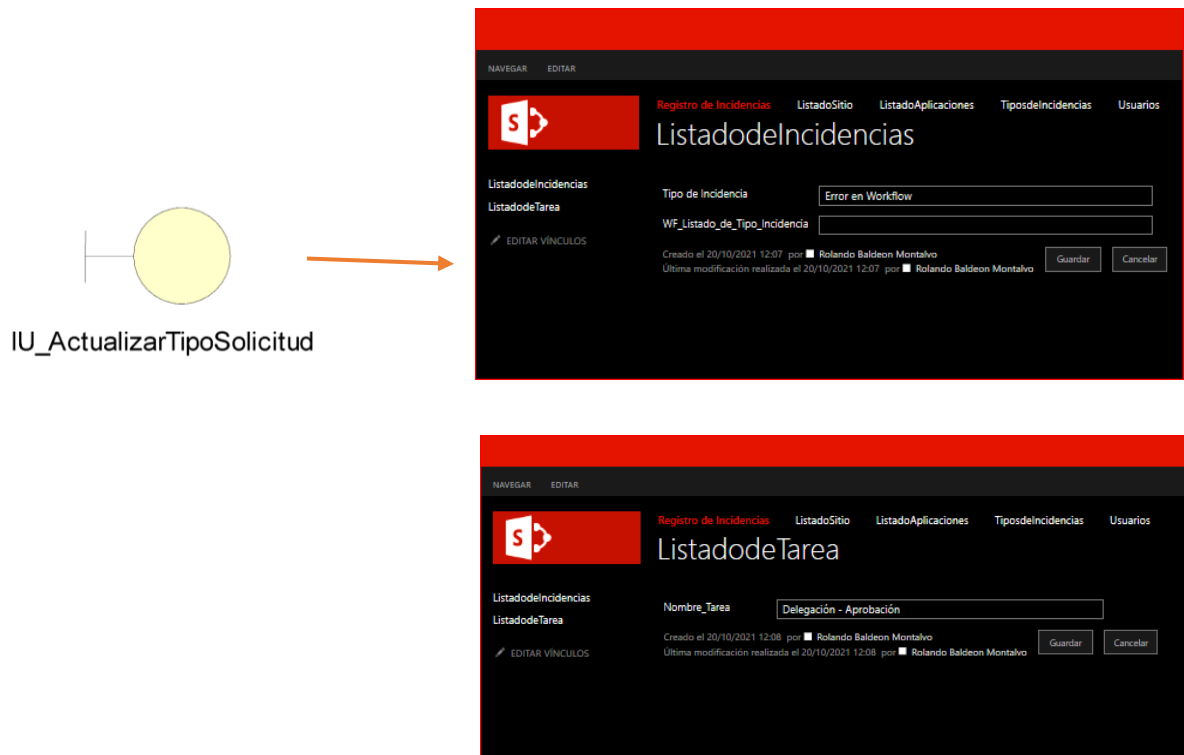 NAVEGAR EDITAR
S
Registro de Incidencias ListadoSitio ListadoAplicaciones TiposdeIncidencias Usuarios
ListadodeIncidencias
ListadodeIncidencias
ListadodeTarea
EDITAR VÍNCULOS
Tipo de Incidencia Error en Workflow
WF_Listado_de_Tipo_Incidencia
Creado el 20/10/2021 12:07 por Rolando Baldeon Montalvo
Última modificación realizada el 20/10/2021 12:07 por Rolando Baldeon Montalvo
Guardar Cancelar
IU_ActualizarTipoSolicitud
NAVEGAR EDITAR
S
Registro de Incidencias ListadoSitio ListadoAplicaciones TiposdeIncidencias Usuarios
ListadodeTarea
ListadodeIncidencias
ListadodeTarea
EDITAR VÍNCULOS
Nombre_Tarea Delegación - Aprobación
Creado el 20/10/2021 12:08 por Rolando Baldeon Montalvo
Última modificación realizada el 20/10/2021 12:08 por Rolando Baldeon Montalvo
Guardar Cancelar